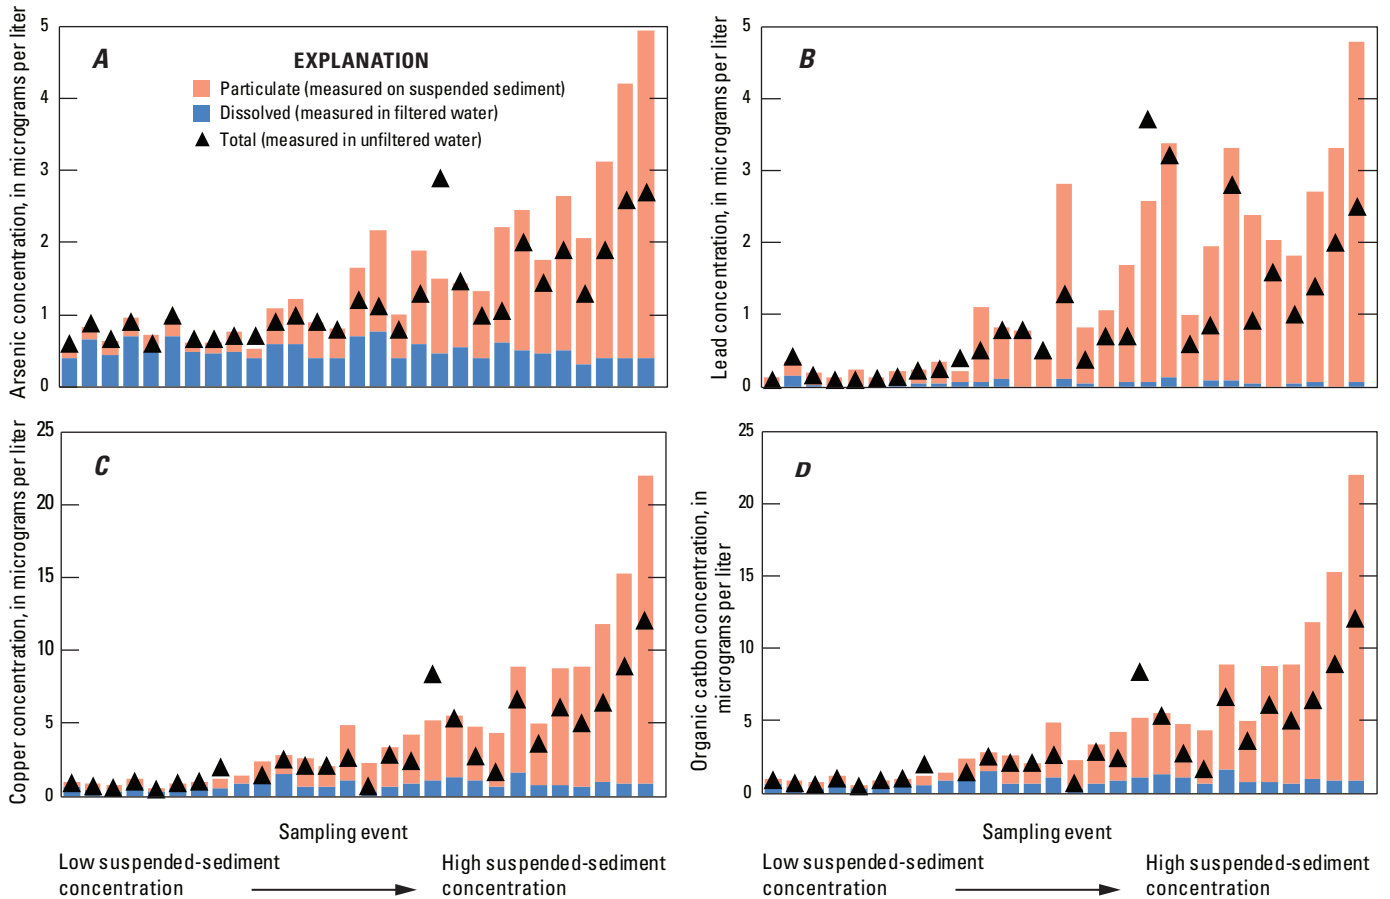 Arsenic concentration, in micrograms per liter
5
4
3
2
1
0
A
EXPLANATION
Particulate (measured on suspended sediment)
Dissolved (measured in filtered water)
Total (measured in unfiltered water)
Lead concentration, in micrograms per liter
5
4
3
2
1
0
B
Copper concentration, in micrograms per liter
25
20
15
10
5
0
C
Organic catbon concentration, in
micrograms per liter
25
20
15
10
5
0
D
Sampling event
Low suspended-sediment
concentration
High suspended-sediment
concentration
Sampling event
Low suspended-sediment
concentration
High suspended-sediment
concentration